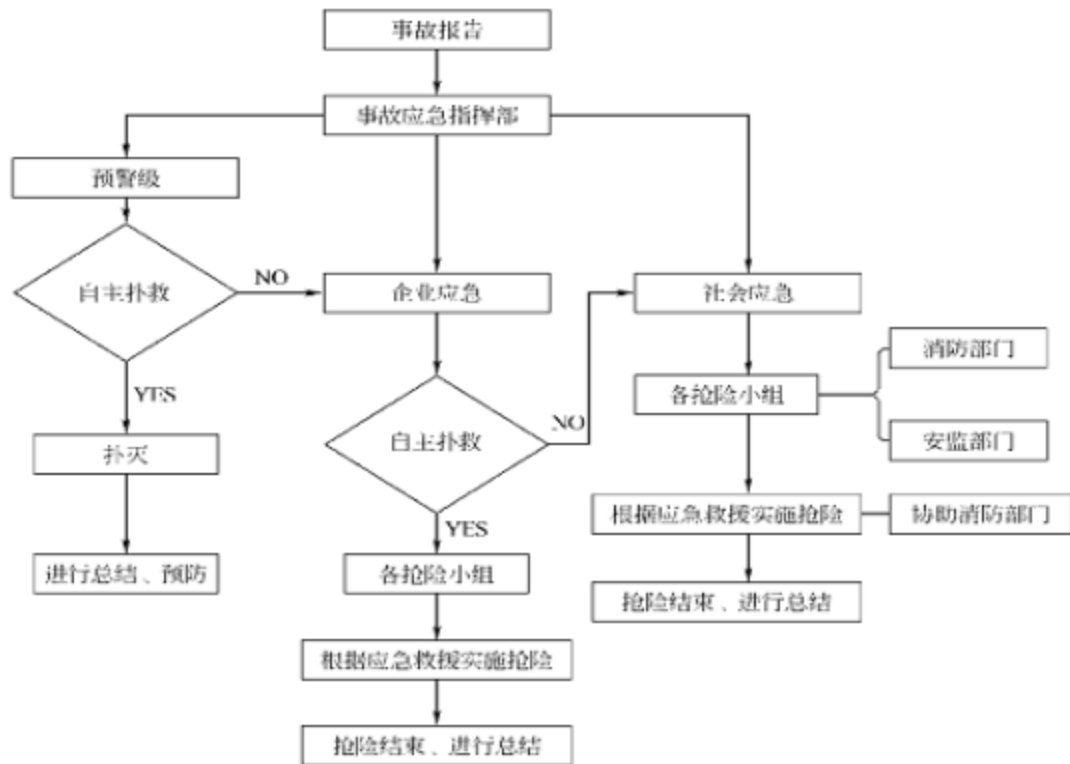 事故报告
事故应急指挥部
预警级
自主扑救
NO
企业应急
社会应急
消防部门
YES
各抢险小组
自主扑救
NO
扑灭
安监部门
根据应急救援实施抢险
协助消防部门
YES
进行总结、预防
各抢险小组
抢险结束、进行总结
根据应急救援实施抢险
抢险结束、进行总结